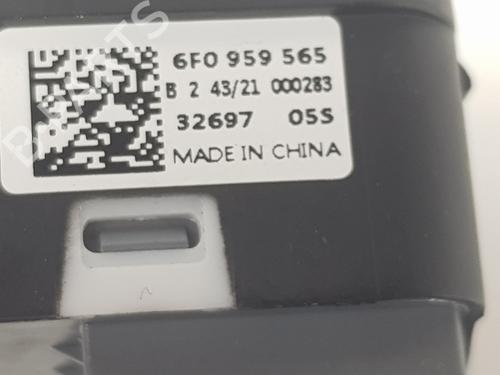 6F0 959 565
B 2 43/21 000283
32697 05S
MADE IN CHINA